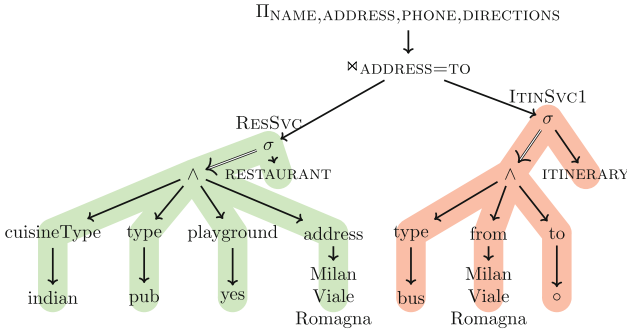 ΠNAME,ADDRESS,PHONE,DIRECTIONS
⋈ADDRESS=TO
ITINSVC1
RESSVC
σ
σ
∧ RESTAURANT
∧ ITINERARY
cuisineType type playground address
type from to
indian pub yes Milan Viale Romagna
bus Milan Viale Romagna ∘